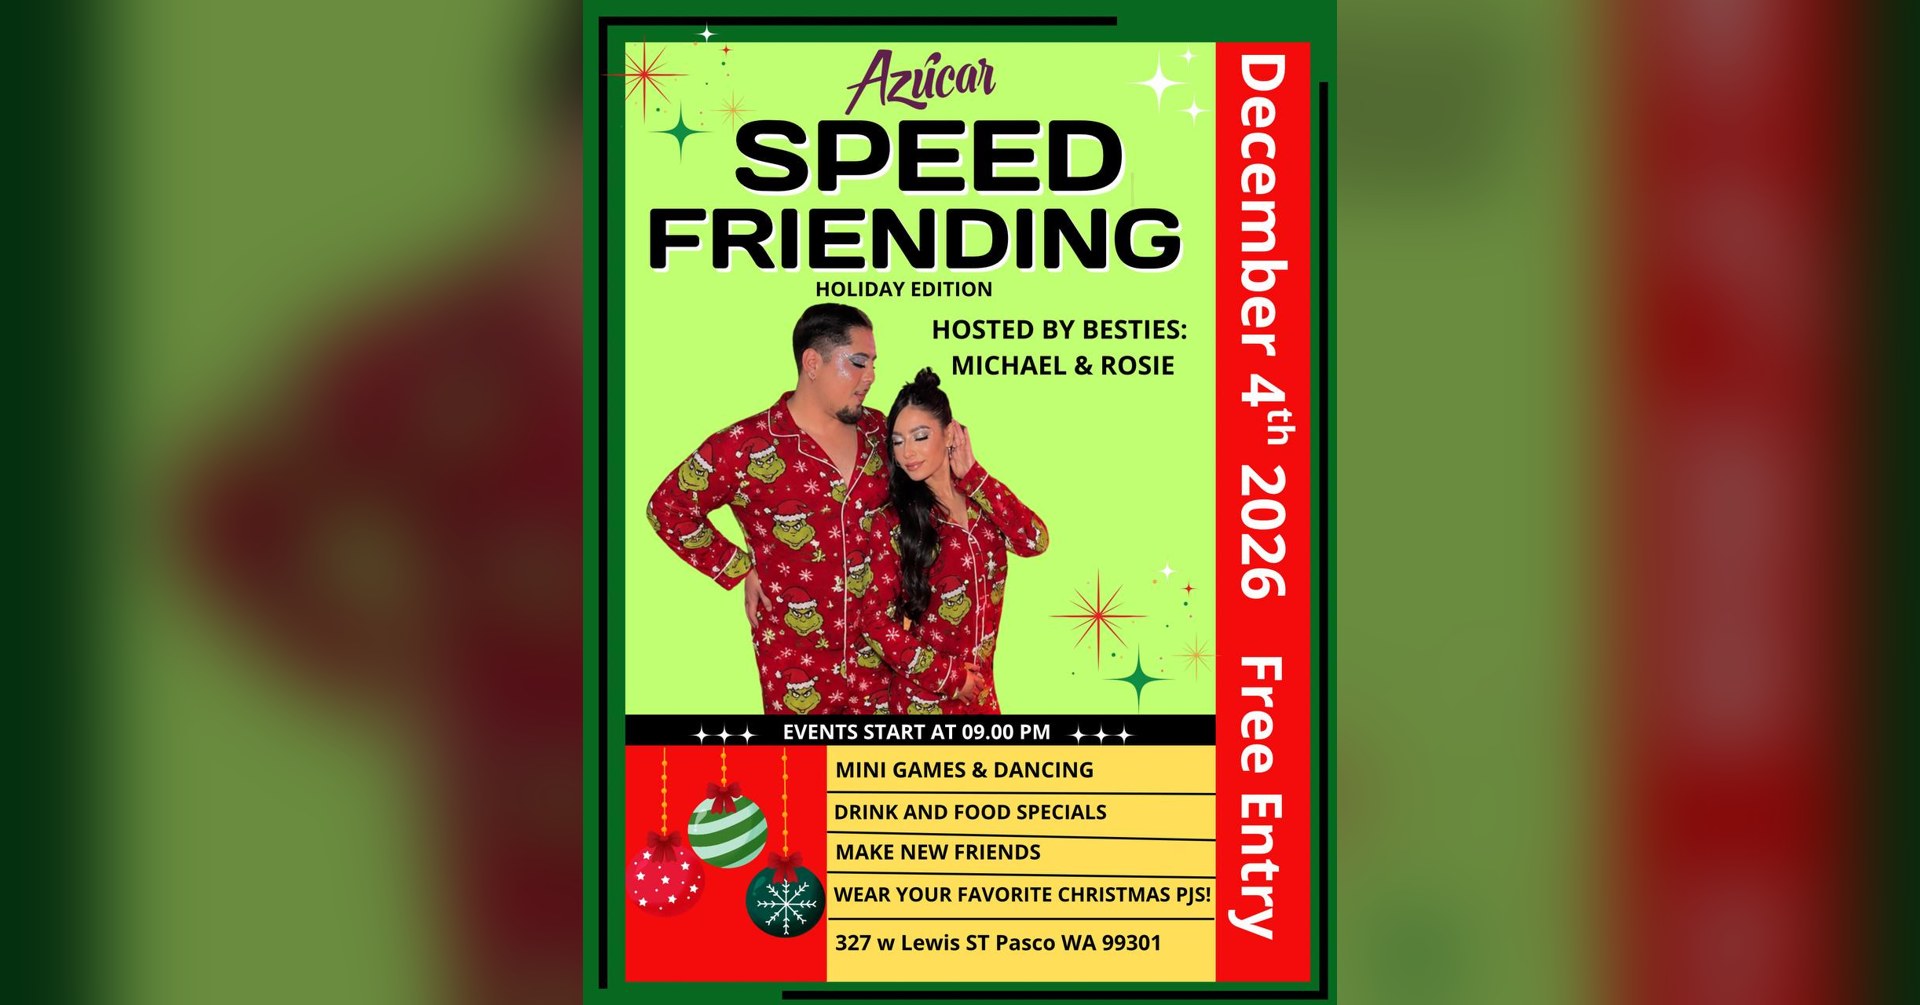 Azúcar
SPEED
FRIENDING
HOLIDAY EDITION
HOSTED BY BESTIES:
MICHAEL & ROSIE
EVENTS START AT 09.00 PM
MINI GAMES & DANCING
DRINK AND FOOD SPECIALS
MAKE NEW FRIENDS
WEAR YOUR FAVORITE CHRISTMAS PJS!
327 w Lewis ST Pasco WA 99301
December 4th 2026 Free Entry